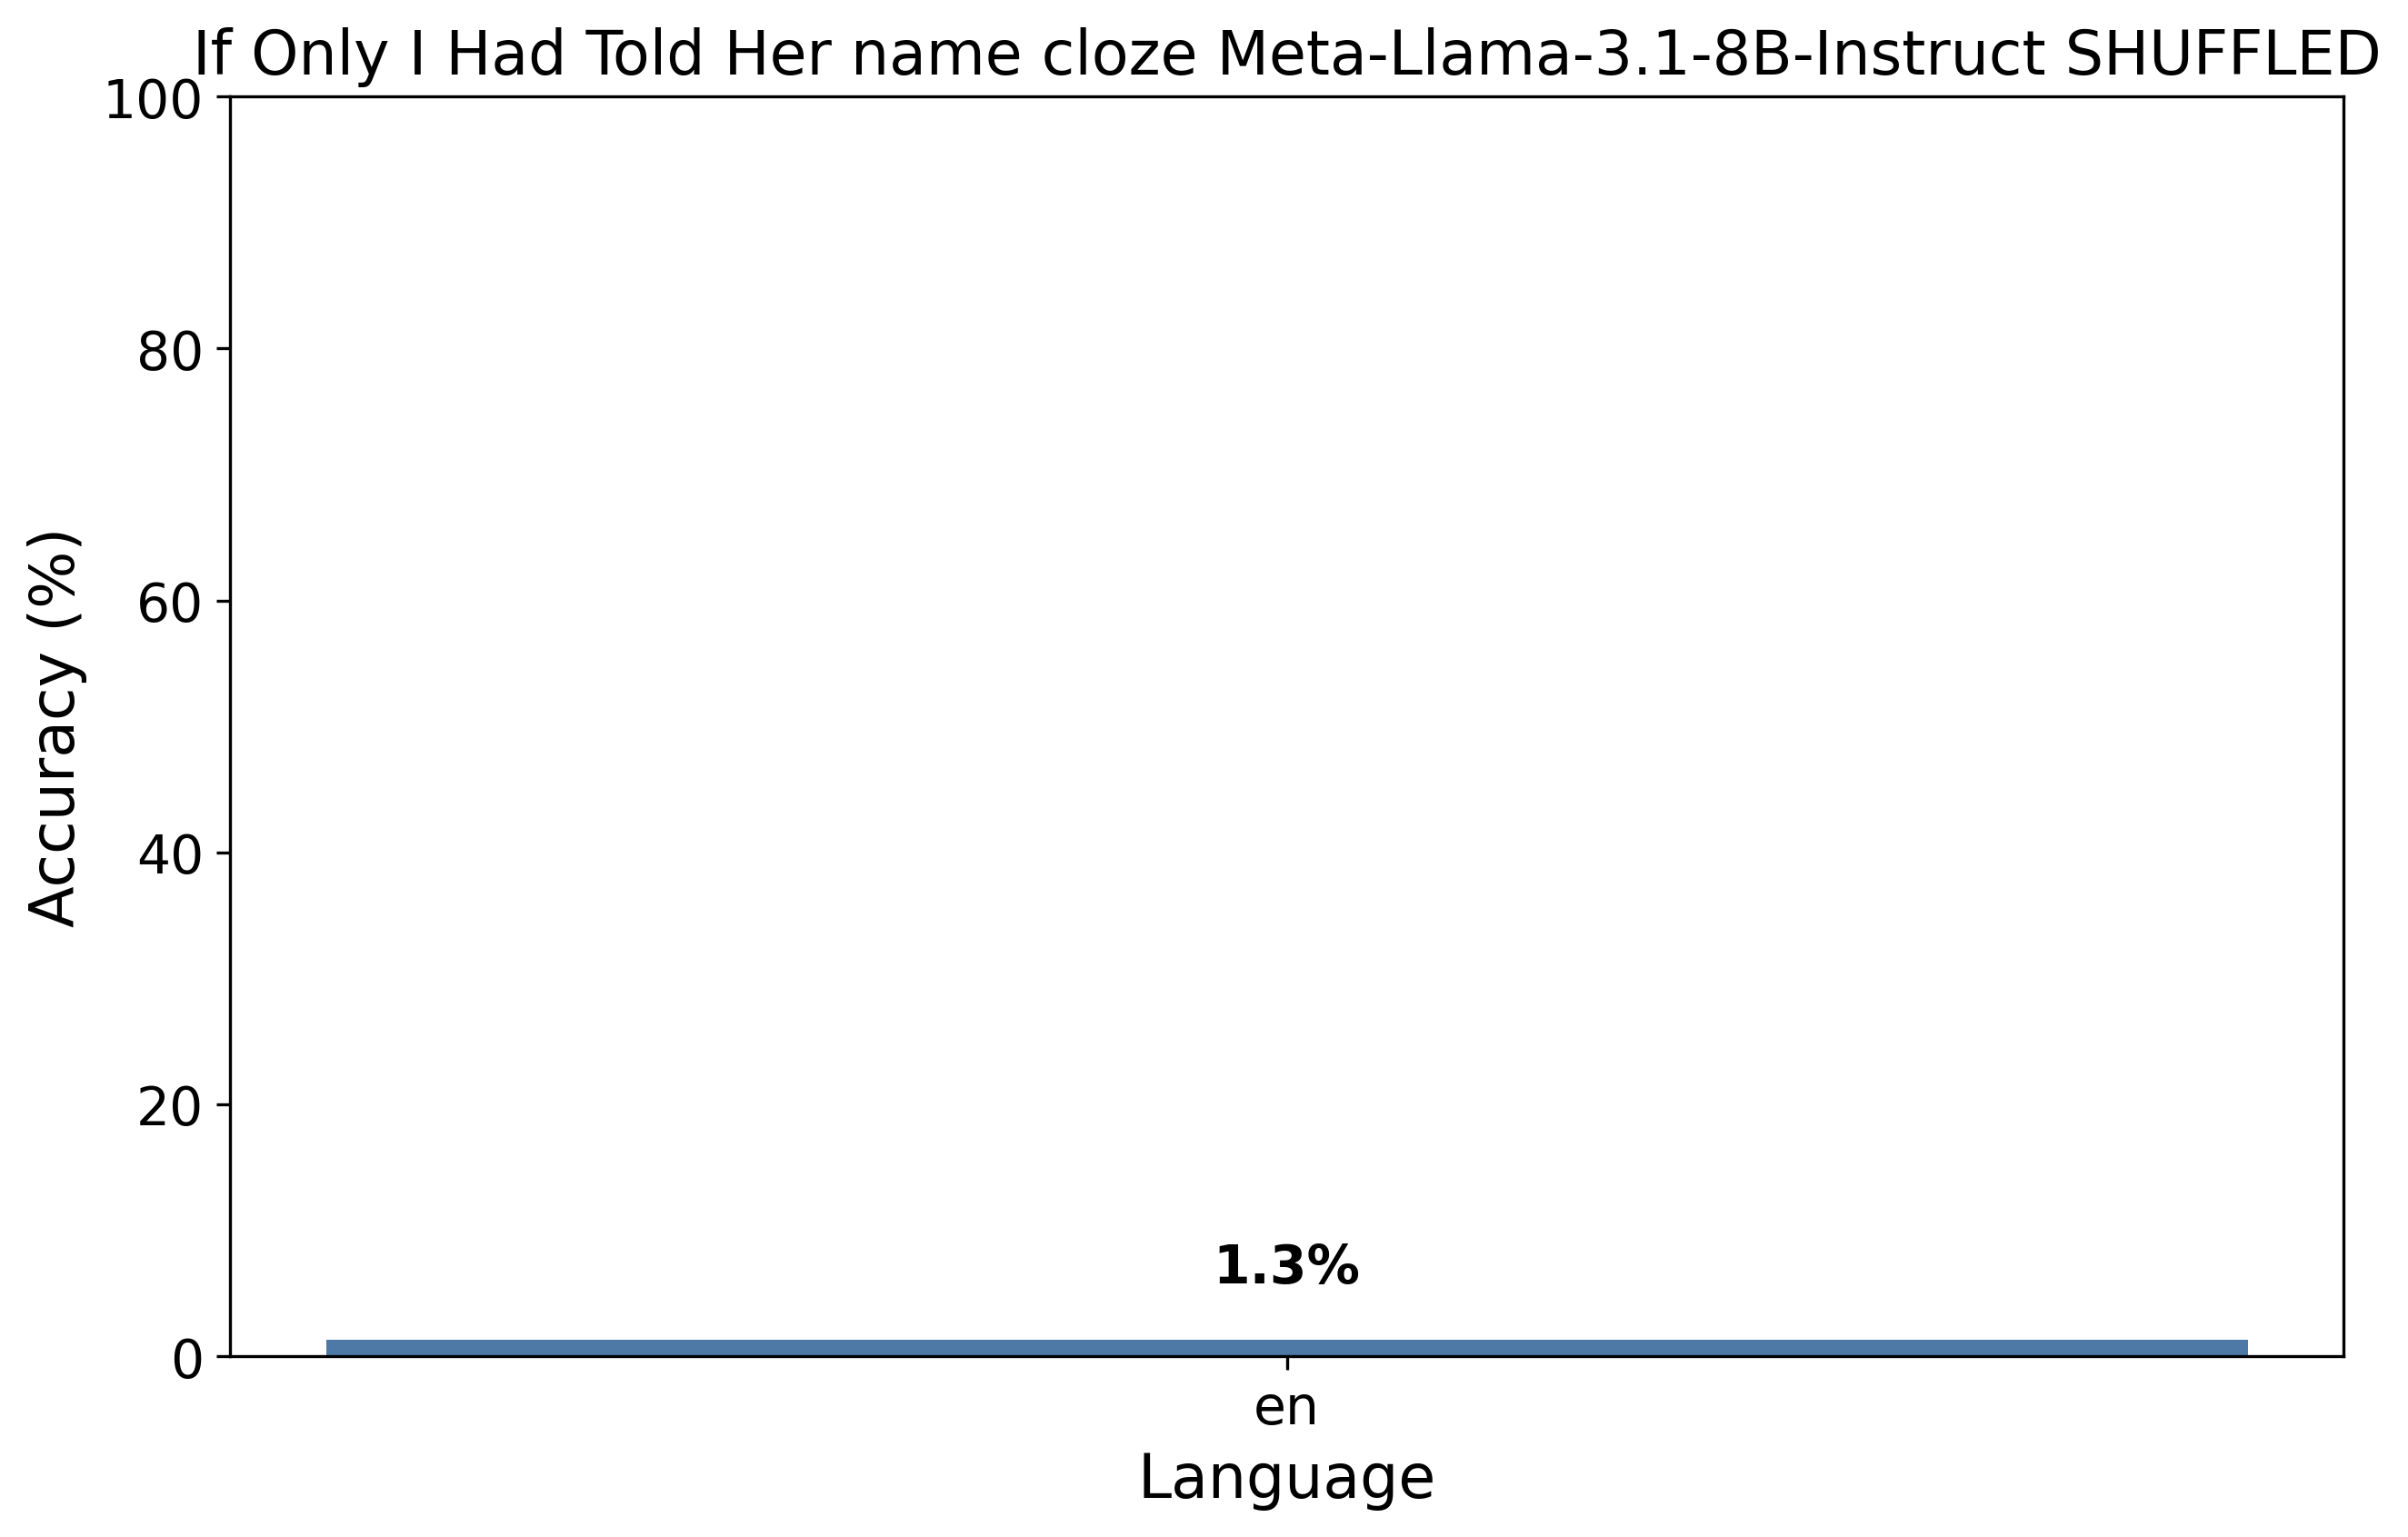 If Only I Had Told Her name cloze Meta-Llama-3.1-8B-Instruct SHUFFLED
100
80
60
40
20
0
Accuracy (%)
1.3%
en
Language